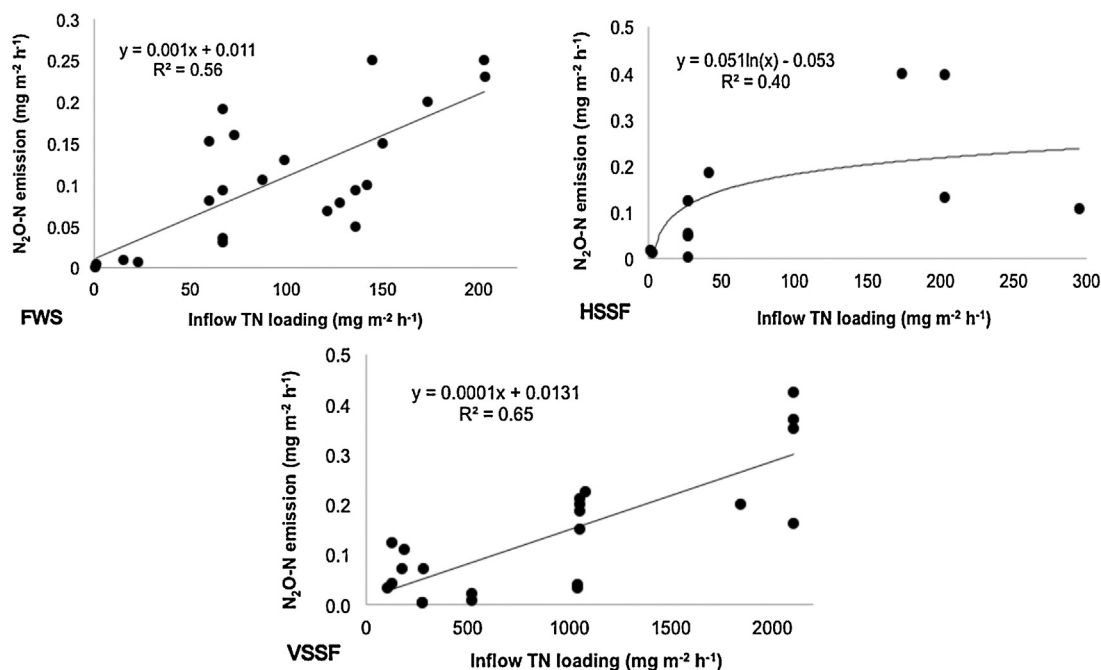 0.3
y = 0.001x + 0.011
R² = 0.56
0.25
0.2
0.15
0.1
0.05
0
N₂O-N emission (mg m⁻² h⁻¹)
0 50 100 150 200
FWS
Inflow TN loading (mg m⁻² h⁻¹)
0.5
y = 0.051ln(x) - 0.053
R² = 0.40
0.4
0.3
0.2
0.1
0
N₂O-N emission (mg m⁻² h⁻¹)
0 50 100 150 200 250 300
HSSF
Inflow TN loading (mg m⁻² h⁻¹)
0.5
y = 0.0001x + 0.0131
R² = 0.65
0.4
0.3
0.2
0.1
0.0
N₂O-N emission (mg m⁻² h⁻¹)
0 500 1000 1500 2000
VSSF
Inflow TN loading (mg m⁻² h⁻¹)